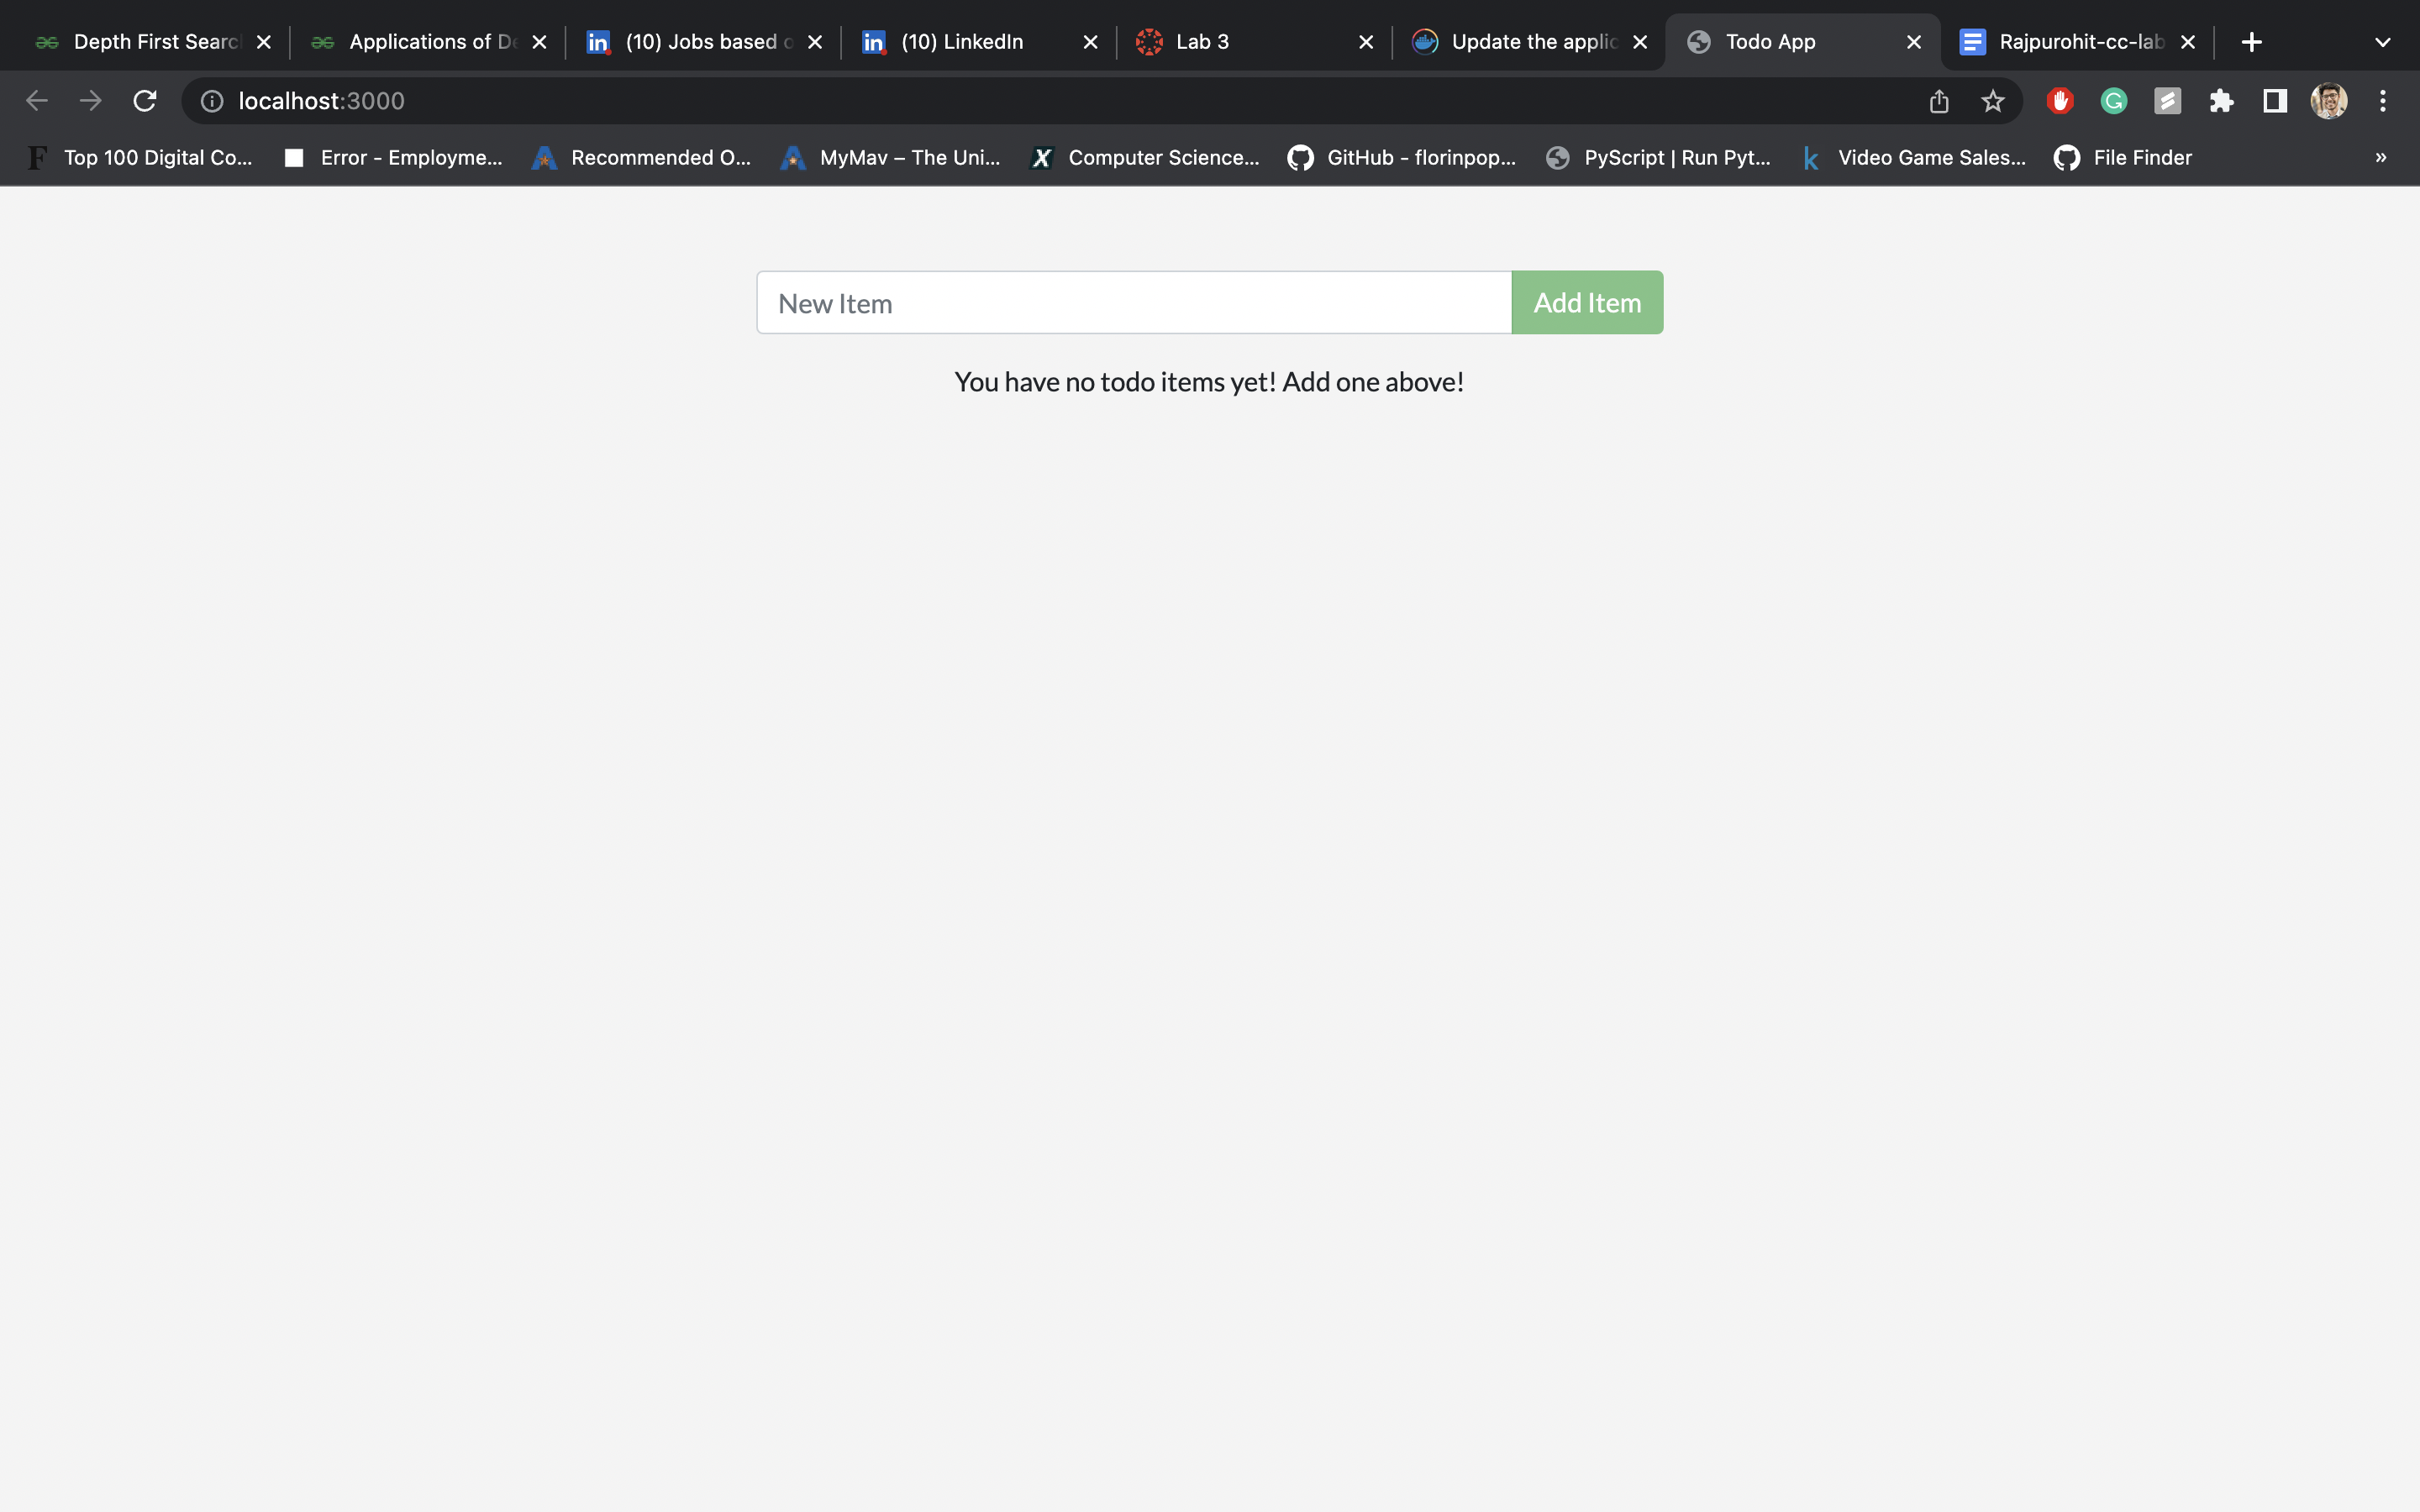 Depth First Searc
Applications of De
(10) Jobs based o
(10) LinkedIn
Lab 3
Update the applic
Todo App
Rajpurohit-cc-lab
localhost:3000
Top 100 Digital Co...
Error - Employme...
Recommended O...
MyMav – The Uni...
Computer Science...
GitHub - florinpop...
PyScript | Run Pyt...
Video Game Sales...
File Finder
New Item
Add Item
You have no todo items yet! Add one above!